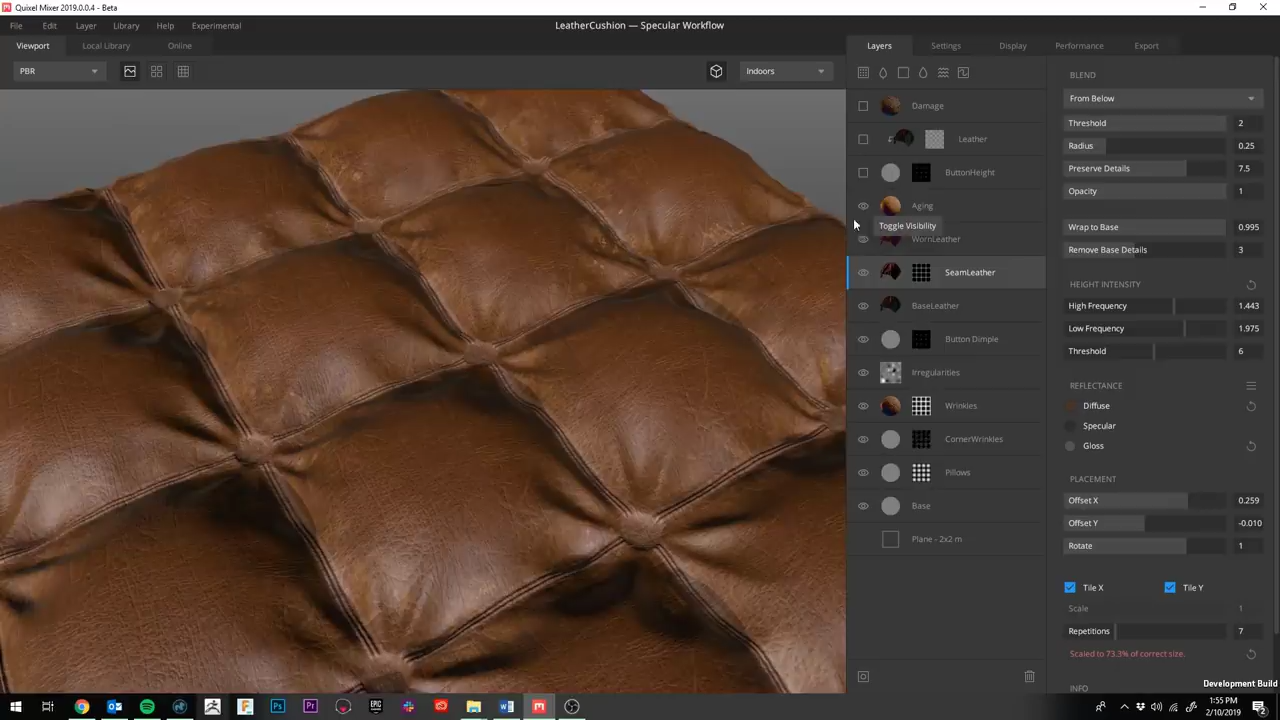 Quixel Mixer 2019.0.0.4 - Beta
File Edit Layer Library Help Experimental
LeatherCushion — Specular Workflow
Viewport Local Library Online
Layers Settings Display Performance Export
PBR
Indoors
Damage
Leather
ButtonHeight
Aging
Toggle Visibility
WornLeather
SeamLeather
BaseLeather
Button Dimple
Irregularities
Wrinkles
CornerWrinkles
Pillows
Base
Plane - 2x2 m
BLEND
From Below
Threshold 2
Radius 0.25
Preserve Details 7.5
Opacity 1
Wrap to Base 0.995
Remove Base Details 3
HEIGHT INTENSITY
High Frequency 1.443
Low Frequency 1.975
Threshold 6
REFLECTANCE
Diffuse
Specular
Gloss
PLACEMENT
Offset X 0.259
Offset Y -0.010
Rotate 1
Tile X Tile Y
Scale 1
Repetitions 7
Scaled to 73.3% of correct size.
INFO
Development Build
1:55 PM
2/10/2019